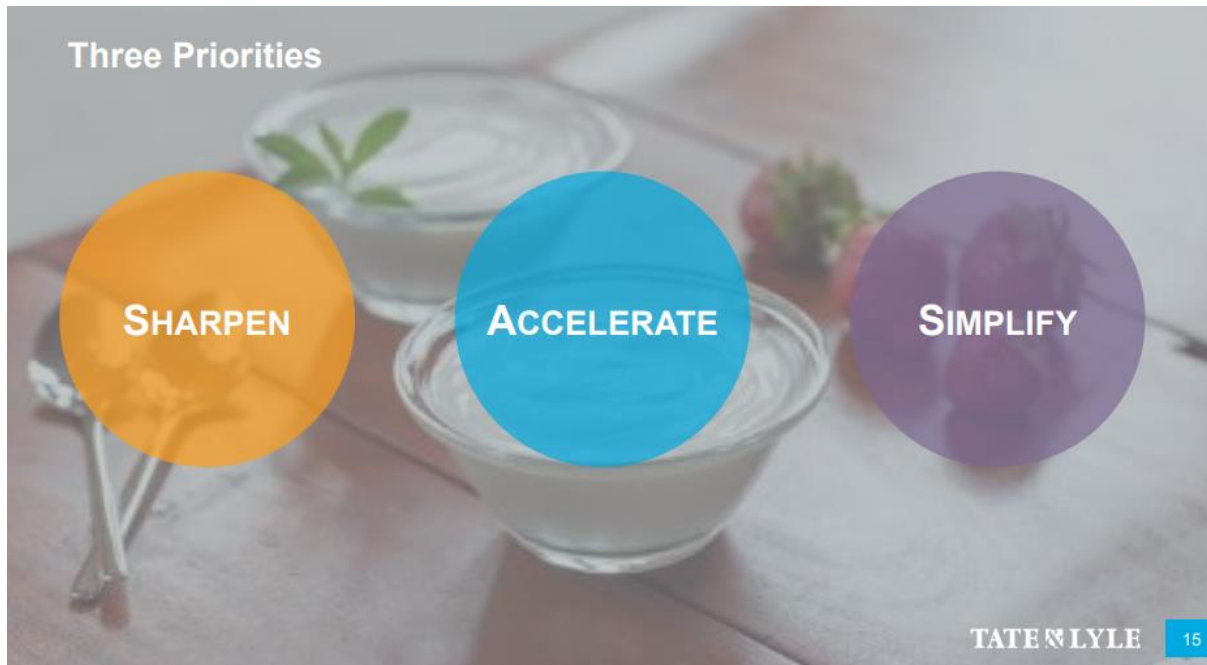 Three Priorities
SHARPEN
ACCELERATE
SIMPLIFY
TATE & LYLE
15